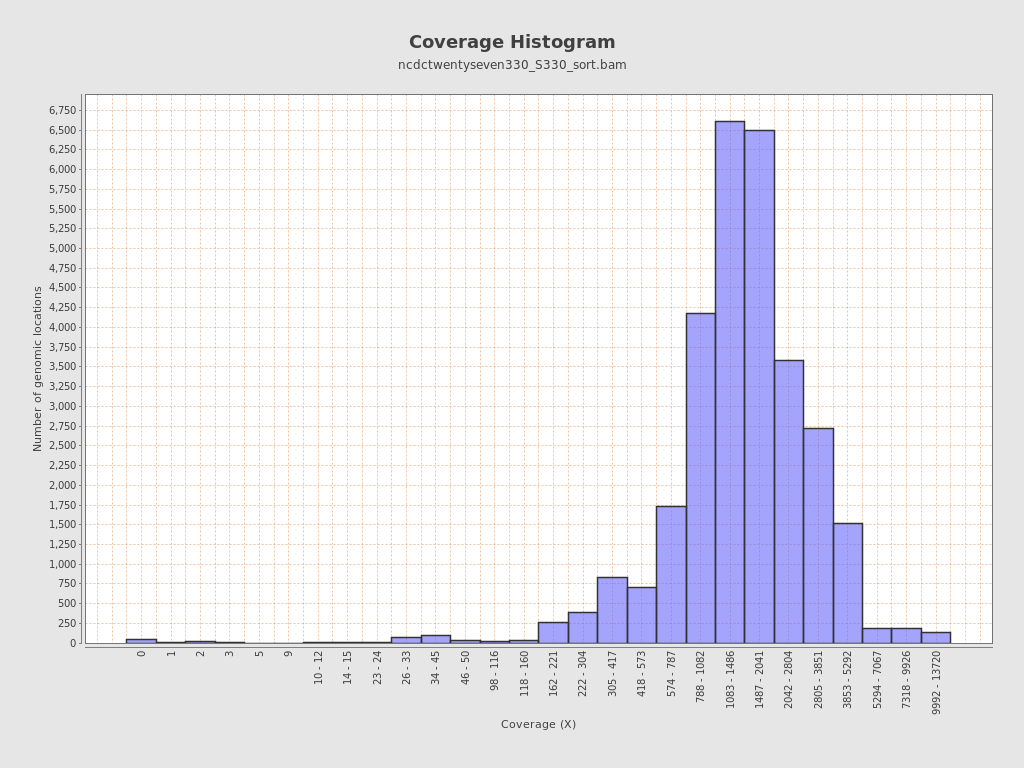 Coverage Histogram
ncdctwentyseven330_S330_sort.bam
Number of genomic locations
6,750
6,500
6,250
6,000
5,750
5,500
5,250
5,000
4,750
4,500
4,250
4,000
3,750
3,500
3,250
3,000
2,750
2,500
2,250
2,000
1,750
1,500
1,250
1,000
750
500
250
0
0
1
2
3
5
9
10 - 12
14 - 15
23 - 24
26 - 33
34 - 45
46 - 50
98 - 116
118 - 160
162 - 221
222 - 304
305 - 417
418 - 573
574 - 787
788 - 1082
1083 - 1486
1487 - 2041
2042 - 2804
2805 - 3851
3853 - 5292
5294 - 7067
7318 - 9926
9992 - 13720
Coverage (X)